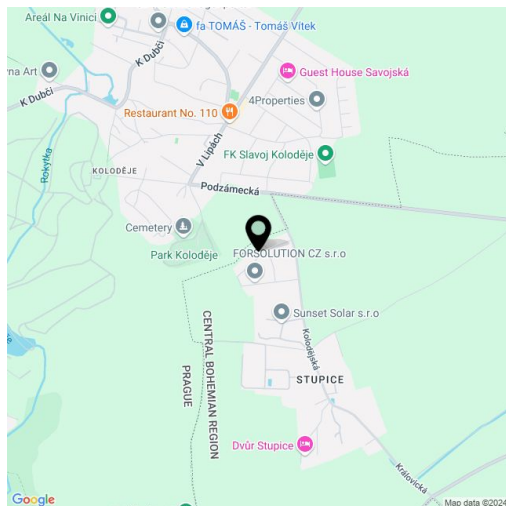 Areál Na Vinici
fa TOMÁŠ - Tomáš Vítek
K Dubči
Guest House Savojská
yna Art
K Dubči
4Properties
Restaurant No. 110
V Lipách
FK Slavoj Koloděje
Rokytka
KOLODĚJE
Podzámecká
Cemetery
Park Koloděje
FORSOLUTION CZ s.r.o
Sunset Solar s.r.o
CENTRAL BOHEMIAN REGION
PRAGUE
Kolodějská
STUPICE
Dvůr Stupice
Královická
Google
Map data ©2024